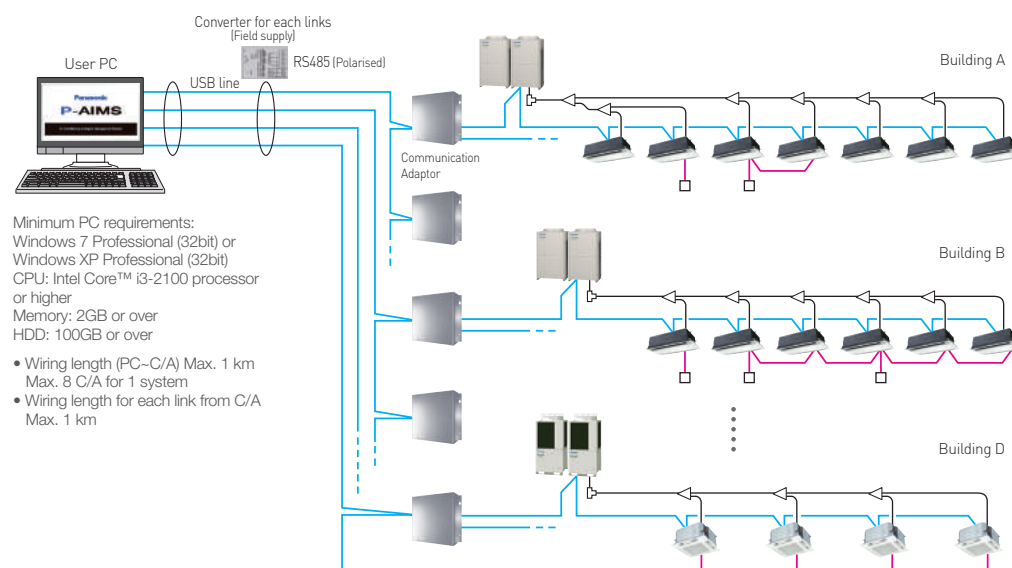 Converter for each links
(Field supply)
RS485 (Polarised)
User PC
USB line
Panasonic
P-AIMS
Communication
Adaptor
Building A
Building B
Building D
Minimum PC requirements:
Windows 7 Professional (32bit) or
Windows XP Professional (32bit)
CPU: Intel Core™ i3-2100 processor
or higher
Memory: 2GB or over
HDD: 100GB or over
• Wiring length (PC~C/A) Max. 1 km
Max. 8 C/A for 1 system
• Wiring length for each link from C/A
Max. 1 km